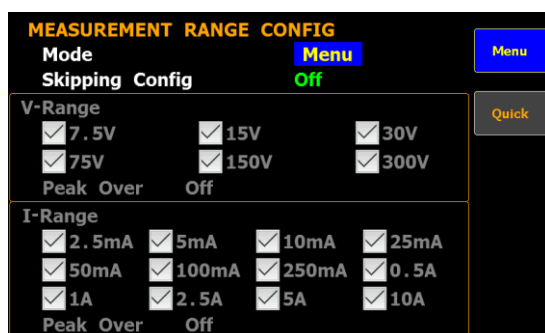 MEASUREMENT RANGE CONFIG
Mode Menu
Skipping Config Off
V-Range
7.5V 15V 30V
75V 150V 300V
Peak Over Off
I-Range
2.5mA 5mA 10mA 25mA
50mA 100mA 250mA 0.5A
1A 2.5A 5A 10A
Peak Over Off
Menu
Quick